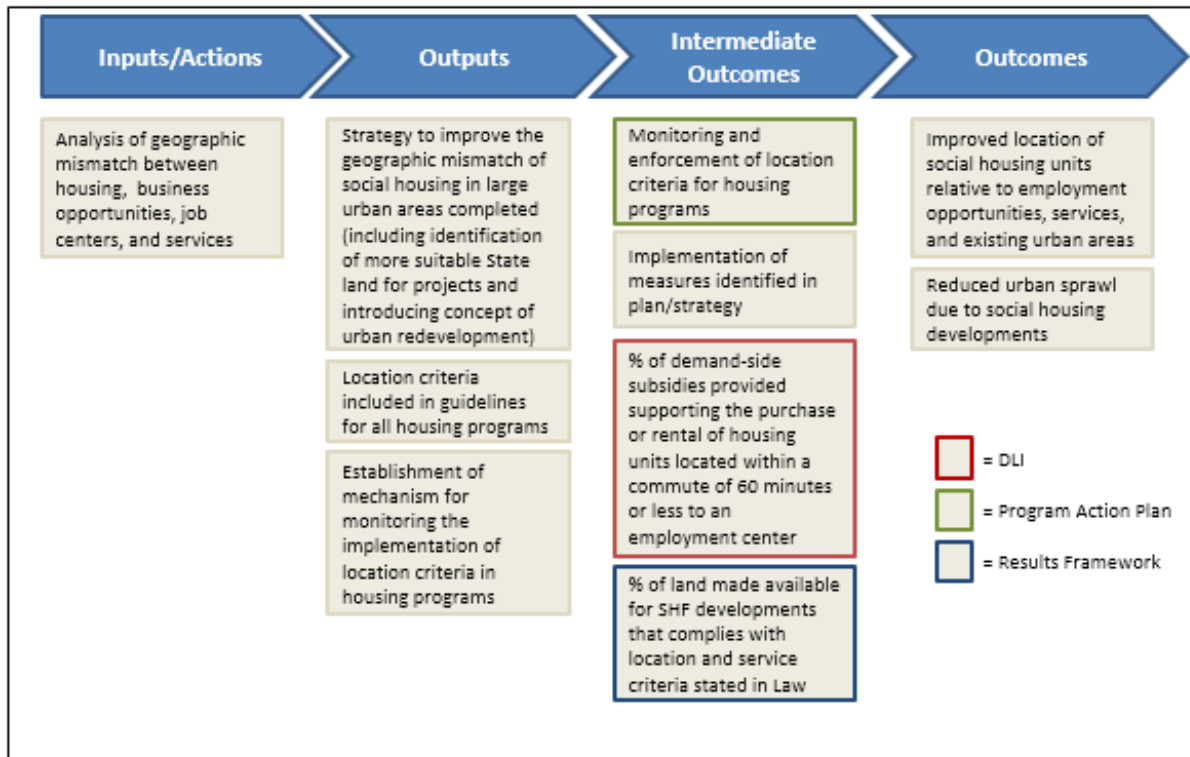 Inputs/Actions
Outputs
Intermediate
Outcomes
Outcomes
Analysis of geographic
mismatch between
housing, business
opportunities, job
centers, and services
Strategy to improve the
geographic mismatch of
social housing in large
urban areas completed
(including identification
of more suitable State
land for projects and
introducing concept of
urban redevelopment)
Location criteria
included in guidelines
for all housing programs
Establishment of
mechanism for
monitoring the
implementation of
location criteria in
housing programs
Monitoring and
enforcement of location
criteria for housing
programs
Implementation of
measures identified in
plan/strategy
% of demand-side
subsidies provided
supporting the purchase
or rental of housing
units located within a
commute of 60 minutes
or less to an
employment center
% of land made available
for SHF developments
that complies with
location and service
criteria stated in Law
Improved location of
social housing units
relative to employment
opportunities, services,
and existing urban areas
Reduced urban sprawl
due to social housing
developments
= DLI
= Program Action Plan
= Results Framework